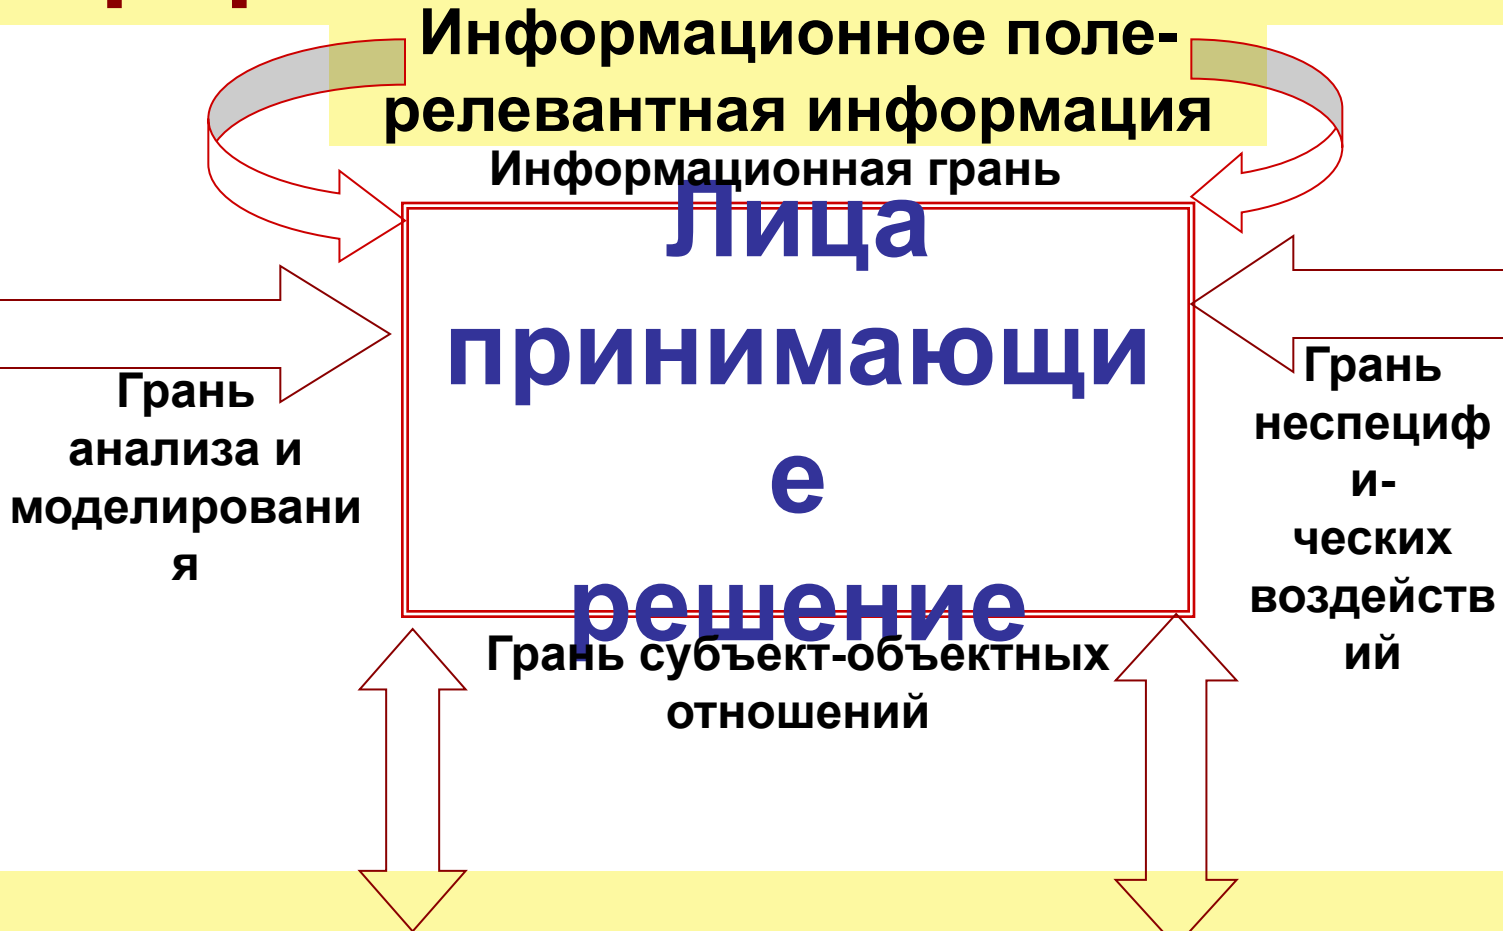 Информационное поле-
релевантная информация
Информационная грань
Лица
принимающи
е
решение
Грань
анализа и
моделировани
я
Грань
неспециф
и-
ческих
воздейств
ий
Грань субъект-объектных
отношений